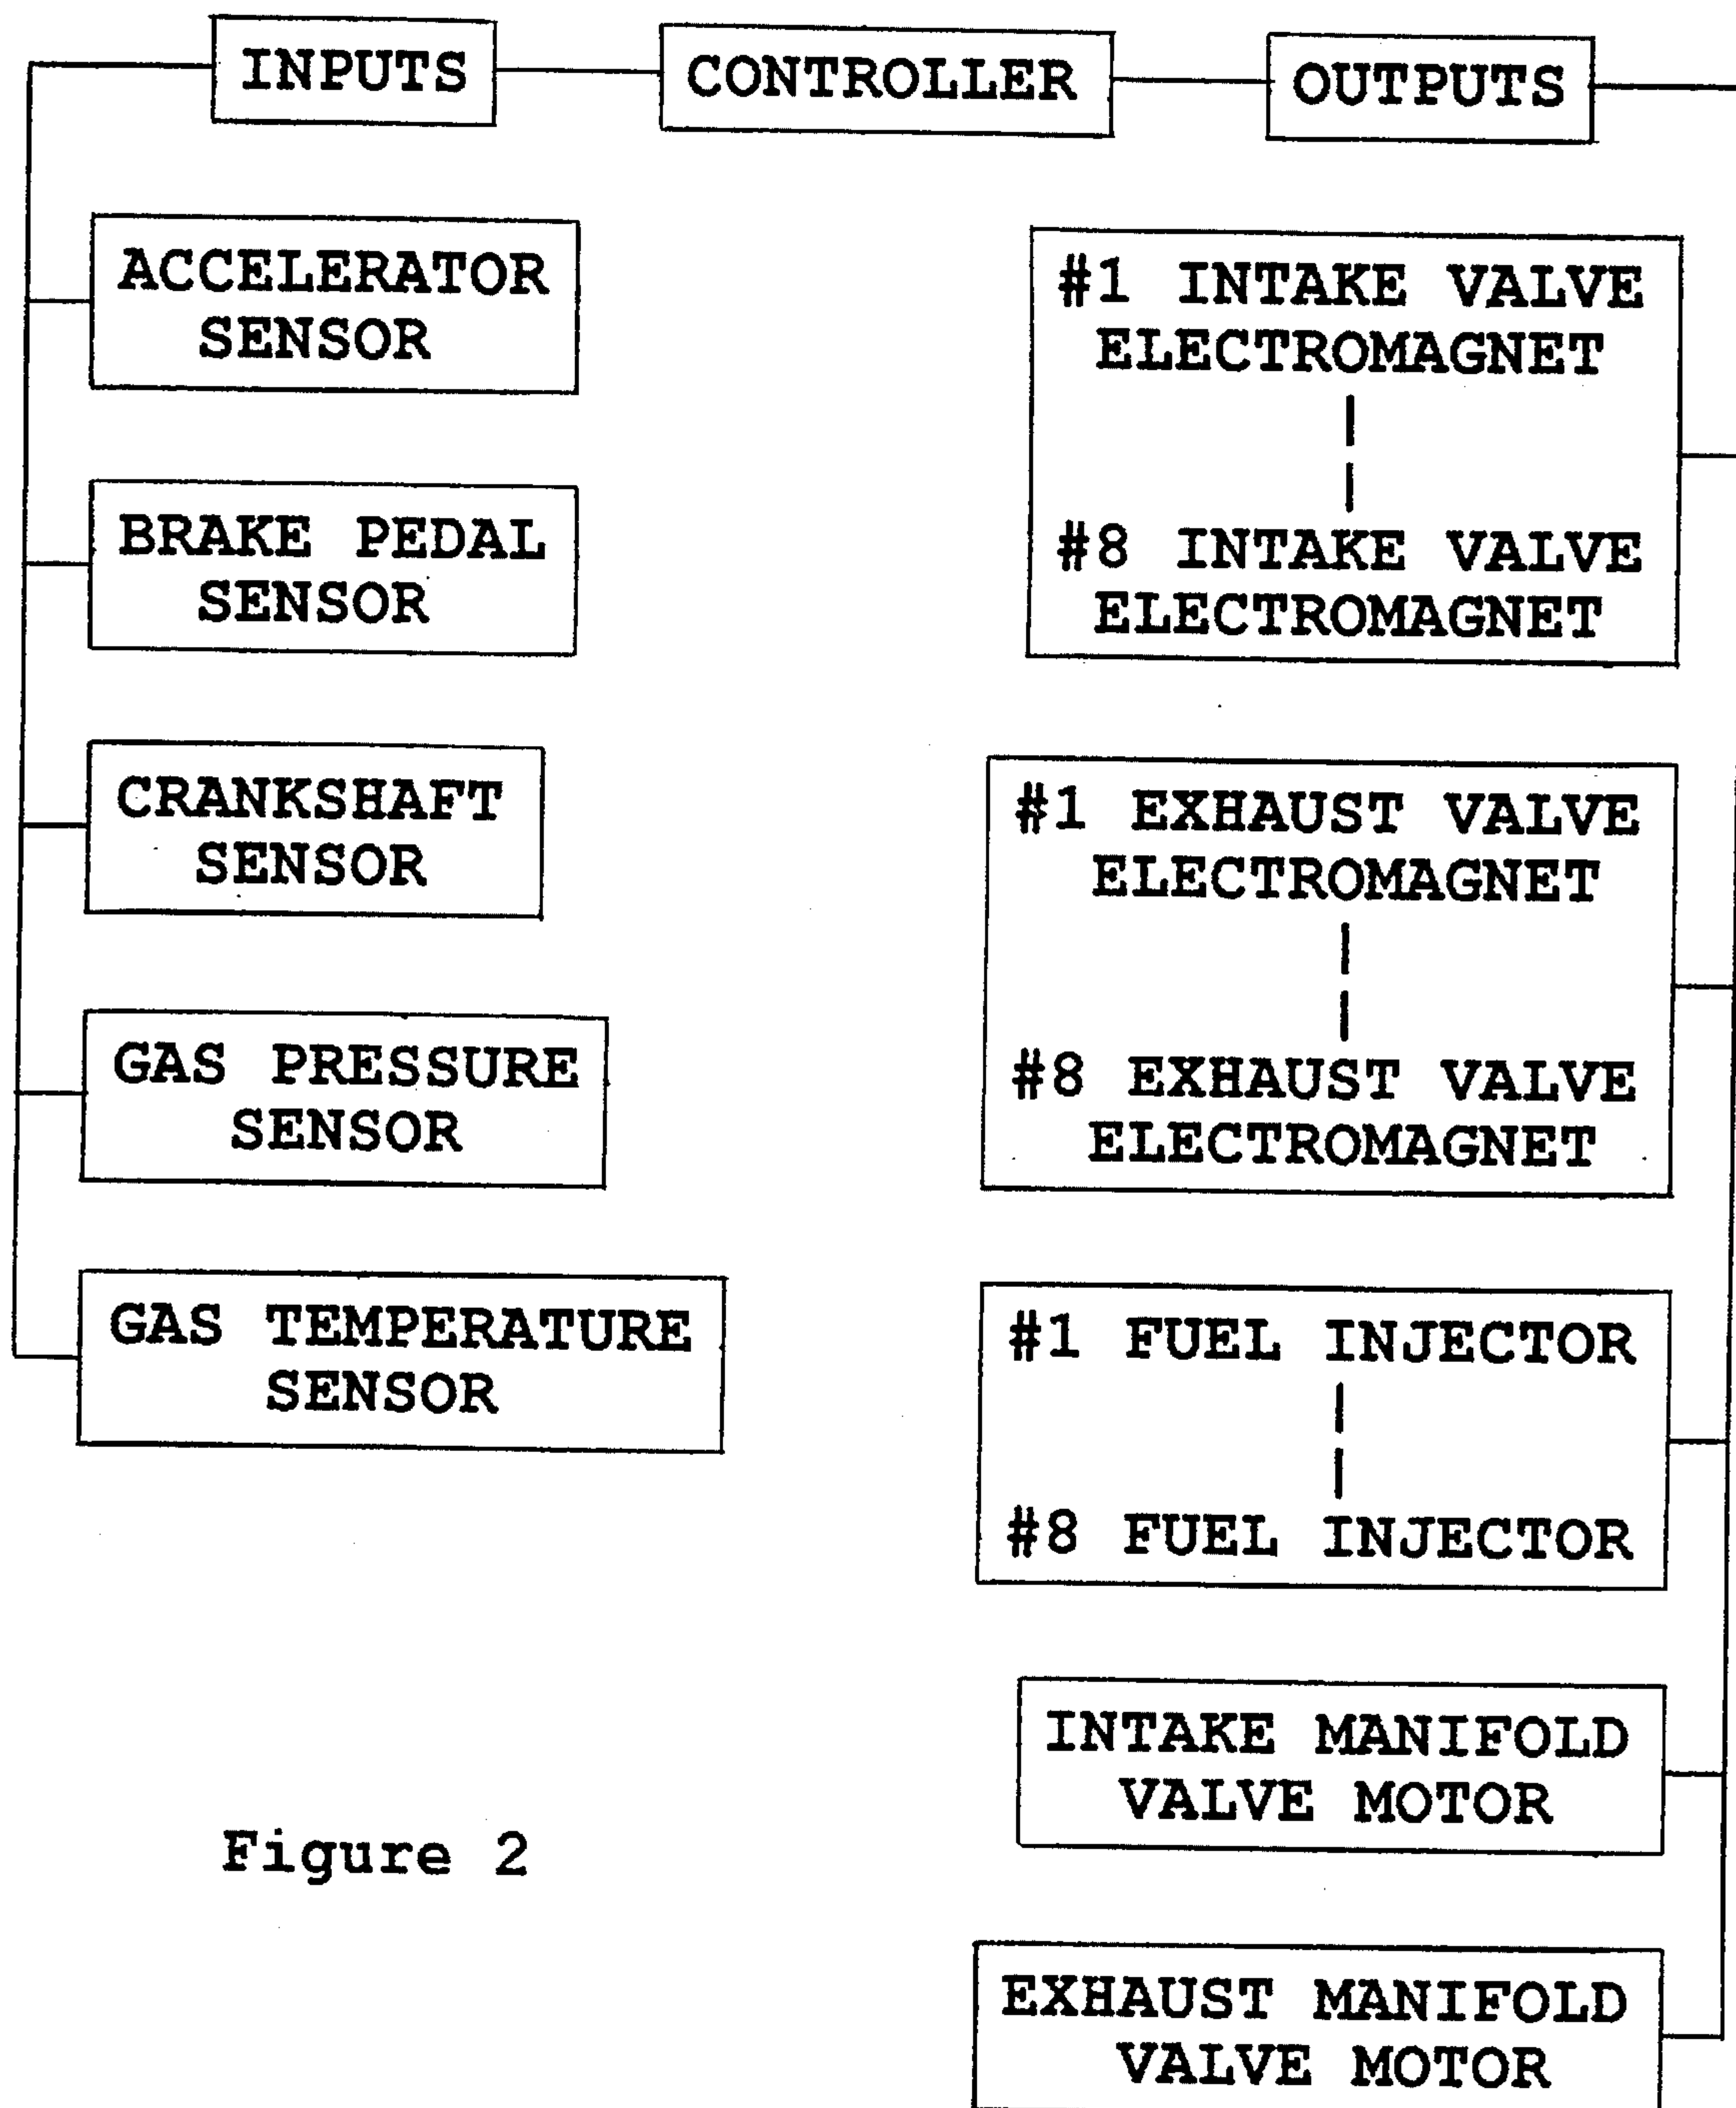 INPUTS
CONTROLLER
OUTPUTS
ACCELERATOR
SENSOR
BRAKE PEDAL
SENSOR
CRANKSHAFT
SENSOR
GAS PRESSURE
SENSOR
GAS TEMPERATURE
SENSOR
#1 INTAKE VALVE
ELECTROMAGNET
#8 INTAKE VALVE
ELECTROMAGNET
#1 EXHAUST VALVE
ELECTROMAGNET
#8 EXHAUST VALVE
ELECTROMAGNET
#1 FUEL INJECTOR
#8 FUEL INJECTOR
INTAKE MANIFOLD
VALVE MOTOR
EXHAUST MANIFOLD
VALVE MOTOR
Figure 2